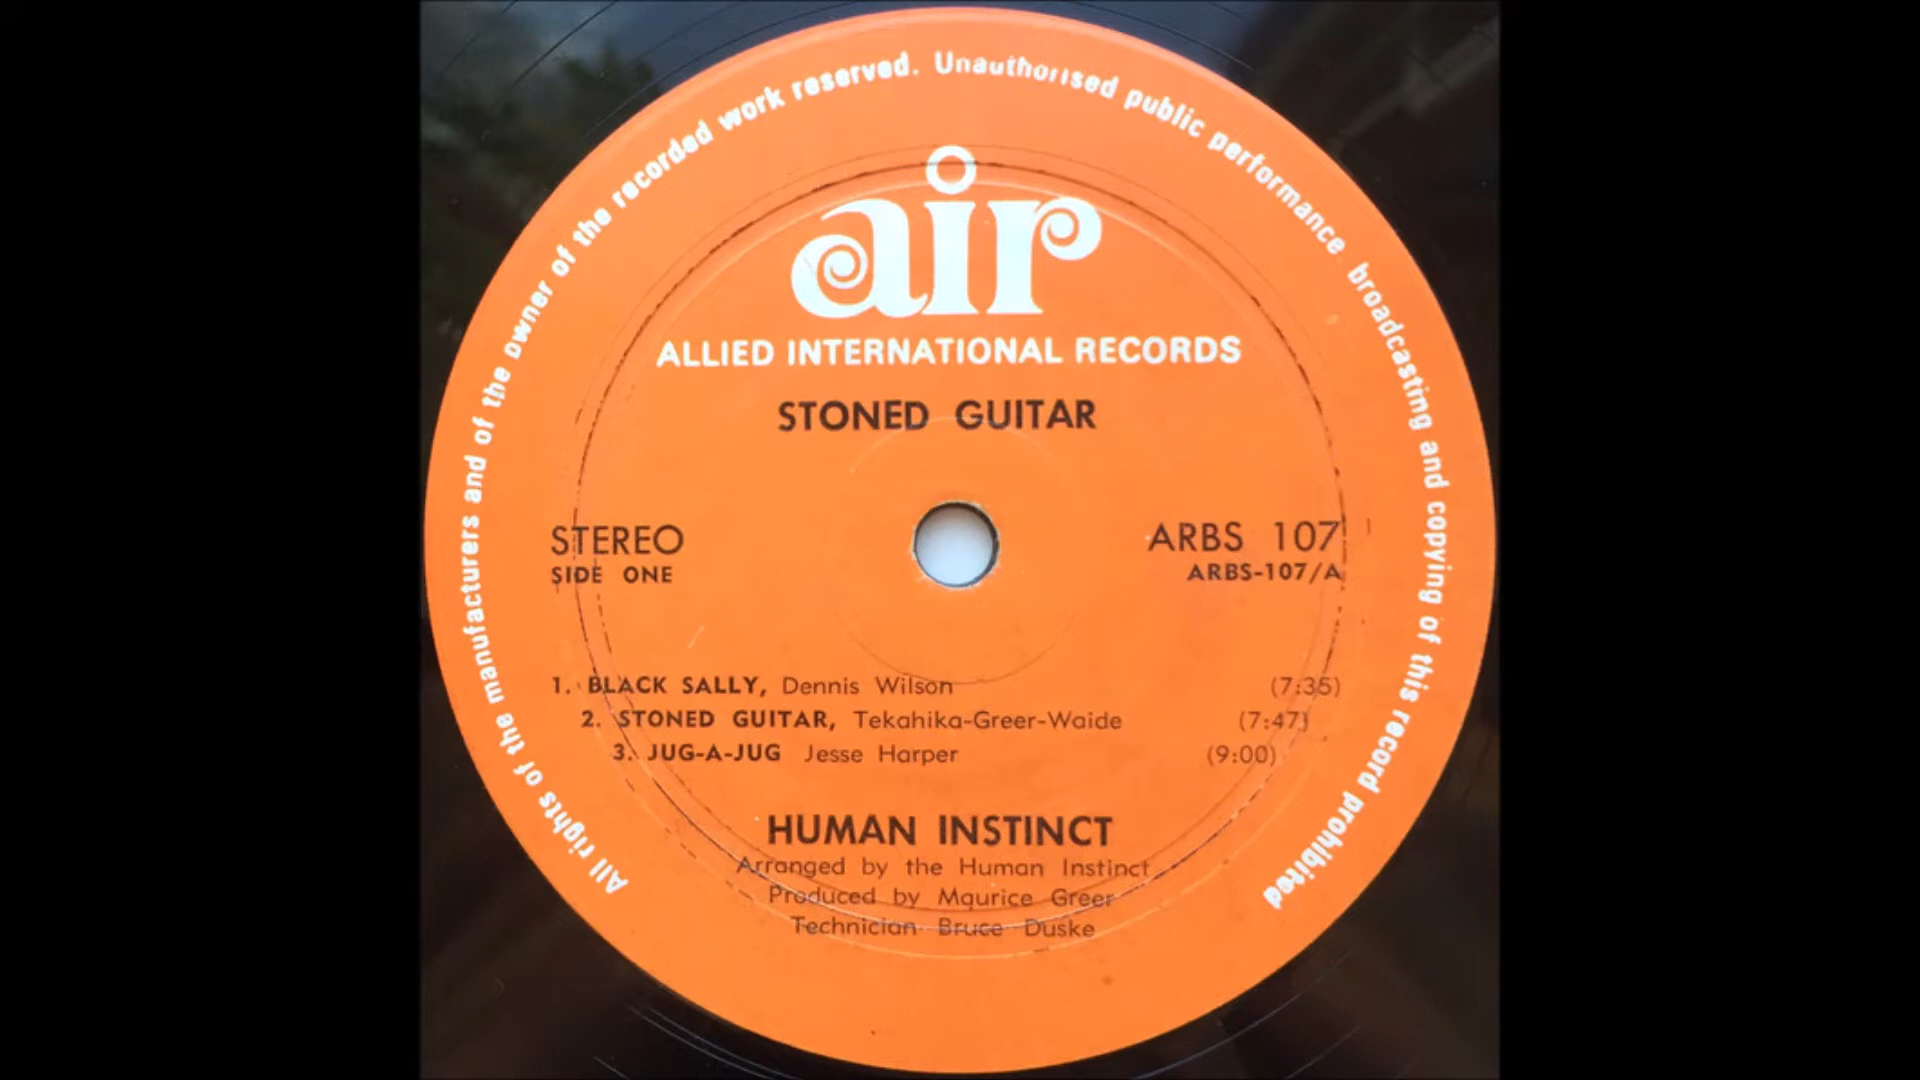 All rights of the manufacturers and of the owner of the recorded work reserved. Unauthorised public performance broadcasting and copying of this record prohibited
air
ALLIED INTERNATIONAL RECORDS
STONED GUITAR
STEREO
SIDE ONE
ARBS 107
ARBS-107/A
1. BLACK SALLY, Dennis Wilson (7:35)
2. STONED GUITAR, Tekahika-Greer-Waide (7:47)
3. JUG-A-JUG Jesse Harper (9:00)
HUMAN INSTINCT
Arranged by the Human Instinct
Produced by Maurice Greer
Technician Bruce Duske